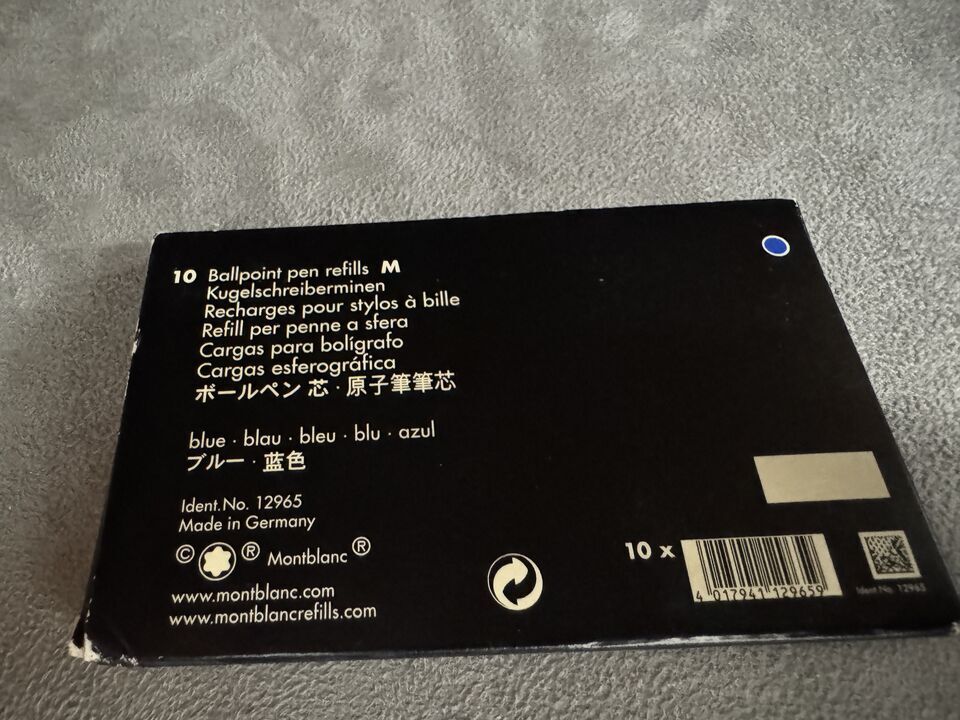 10 Ballpoint pen refills M
Kugelschreiberminen
Recharges pour stylos à bille
Refill per penne a sfera
Cargas para bolígrafo
Cargas esferográfica
ボールペン 芯 · 原子筆筆芯
blue · blau · bleu · blu · azul
ブルー · 蓝色
Ident. No. 12965
Made in Germany
© ® Montblanc ®
www.montblanc.com
www.montblancrefills.com
10 x
4 017941 129659
Ident. No. 12965